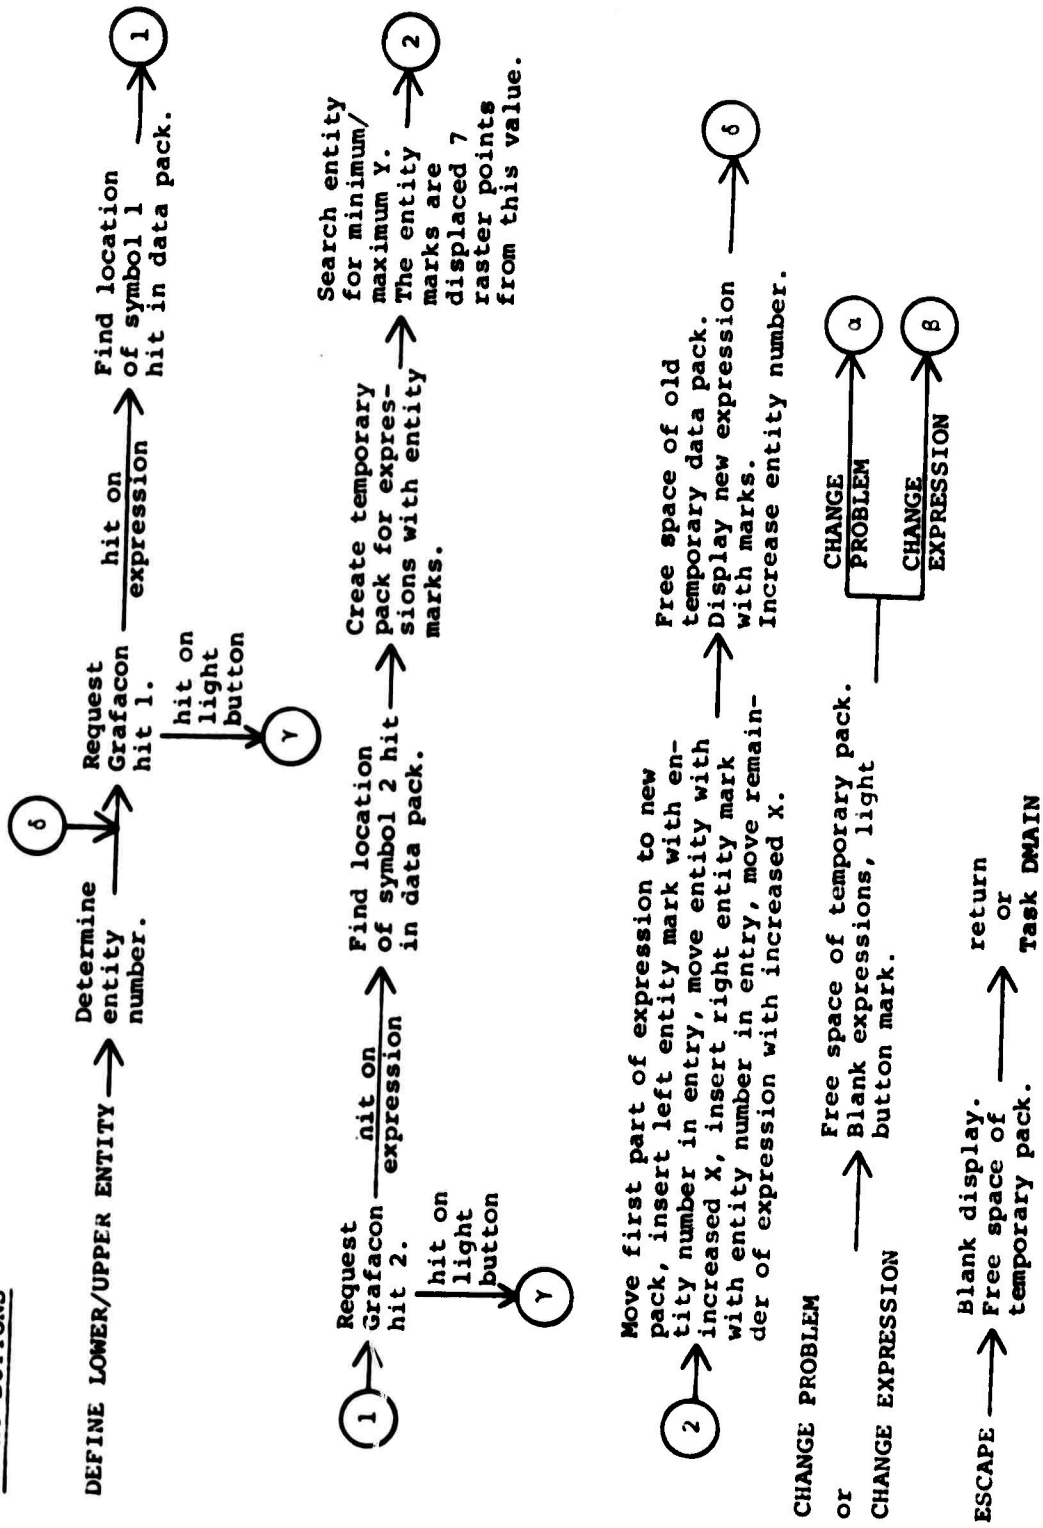 DEFINE LOWER/UPPER ENTITY
Determine
entity
number.
δ
Request
Grafacon
hit 1.
hit on
light
button
γ
hit on
expression
Find location
of symbol 1
hit in data pack.
1
1
Request
Grafacon
hit 2.
hit on
light
button
γ
hit on
expression
Find location
of symbol 2 hit
in data pack.
Create temporary
pack for expres-
sions with entity
marks.
Search entity
for minimum/
maximum Y.
The entity
marks are
displaced 7
raster points
from this value.
2
2
Move first part of expression to new
pack, insert left entity mark with en-
tity number in entry, move entity with
increased X, insert right entity mark
with entity number in entry, move remain-
der of expression with increased X.
Free space of old
temporary data pack.
Display new expression
with marks.
Increase entity number.
δ
CHANGE PROBLEM
or
CHANGE EXPRESSION
Free space of temporary pack.
Blank expressions, light
button mark.
CHANGE
PROBLEM
α
CHANGE
EXPRESSION
β
ESCAPE
Blank display.
Free space of
temporary pack.
return
or
Task DMAIN